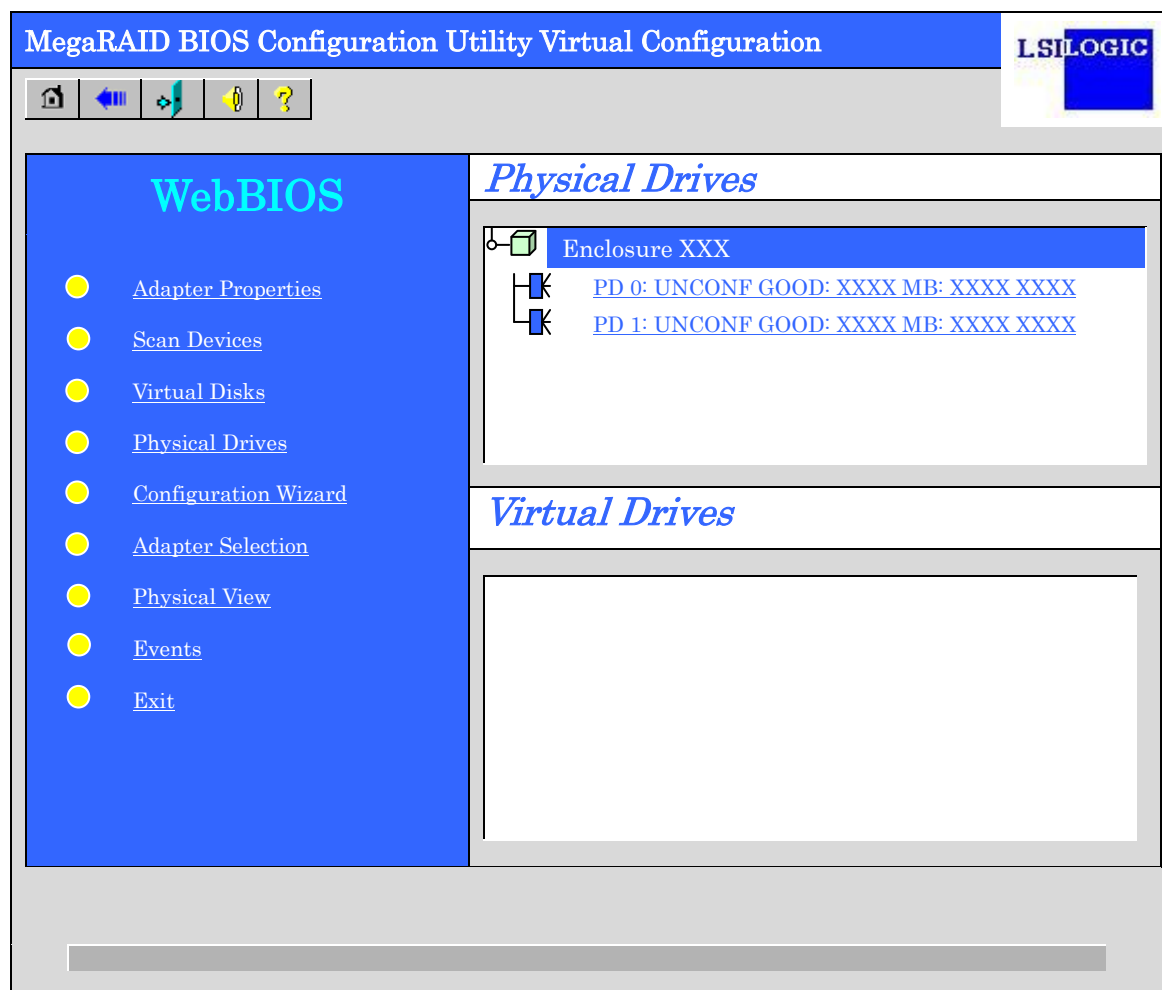 MegaRAID BIOS Configuration Utility Virtual Configuration
LSILOGIC
WebBIOS
Adapter Properties
Scan Devices
Virtual Disks
Physical Drives
Configuration Wizard
Adapter Selection
Physical View
Events
Exit
Physical Drives
Enclosure XXX
PD 0: UNCONF GOOD: XXXX MB: XXXX XXXX
PD 1: UNCONF GOOD: XXXX MB: XXXX XXXX
Virtual Drives